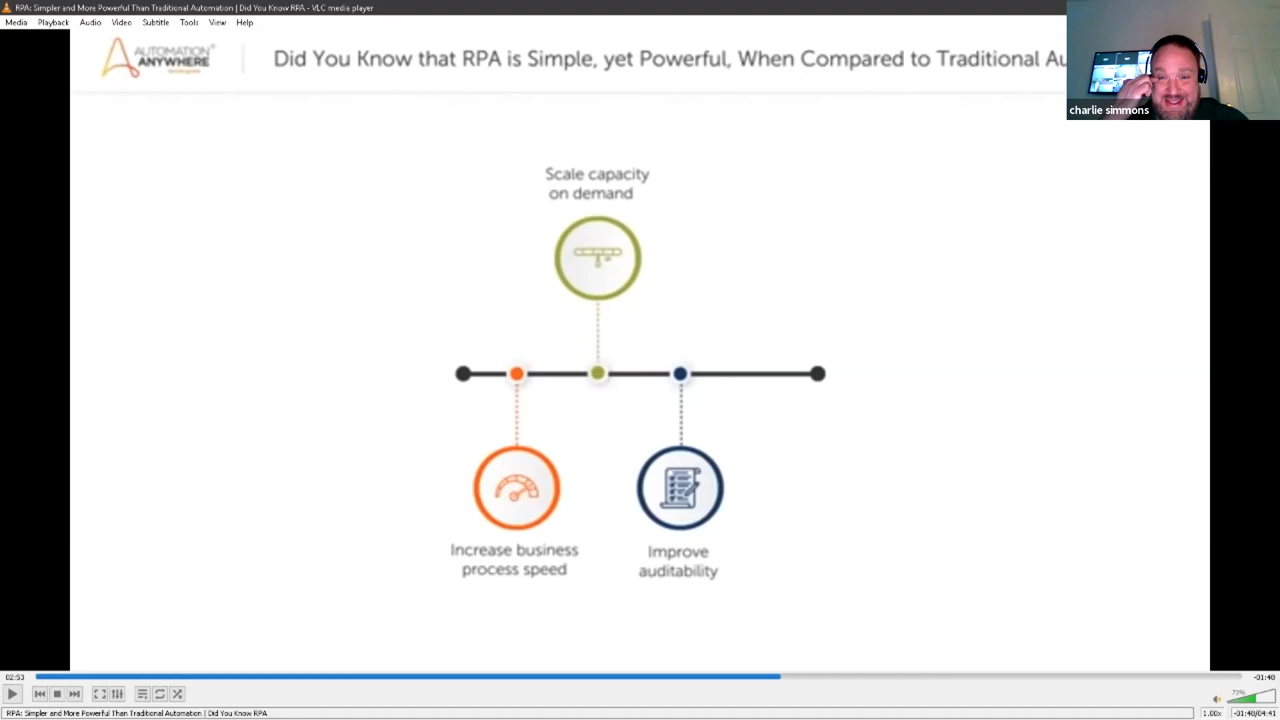 RPA: Simpler and More Powerful Than Traditional Automation | Did You Know RPA - VLC media player
Media Playback Audio Video Subtitle Tools View Help
AUTOMATION
ANYWHERE
Did You Know that RPA is Simple, yet Powerful, When Compared to Traditional Au
charlie simmons
Scale capacity
on demand
Increase business
process speed
Improve
auditability
02:53
73%
RPA: Simpler and More Powerful Than Traditional Automation | Did You Know RPA
1.00x